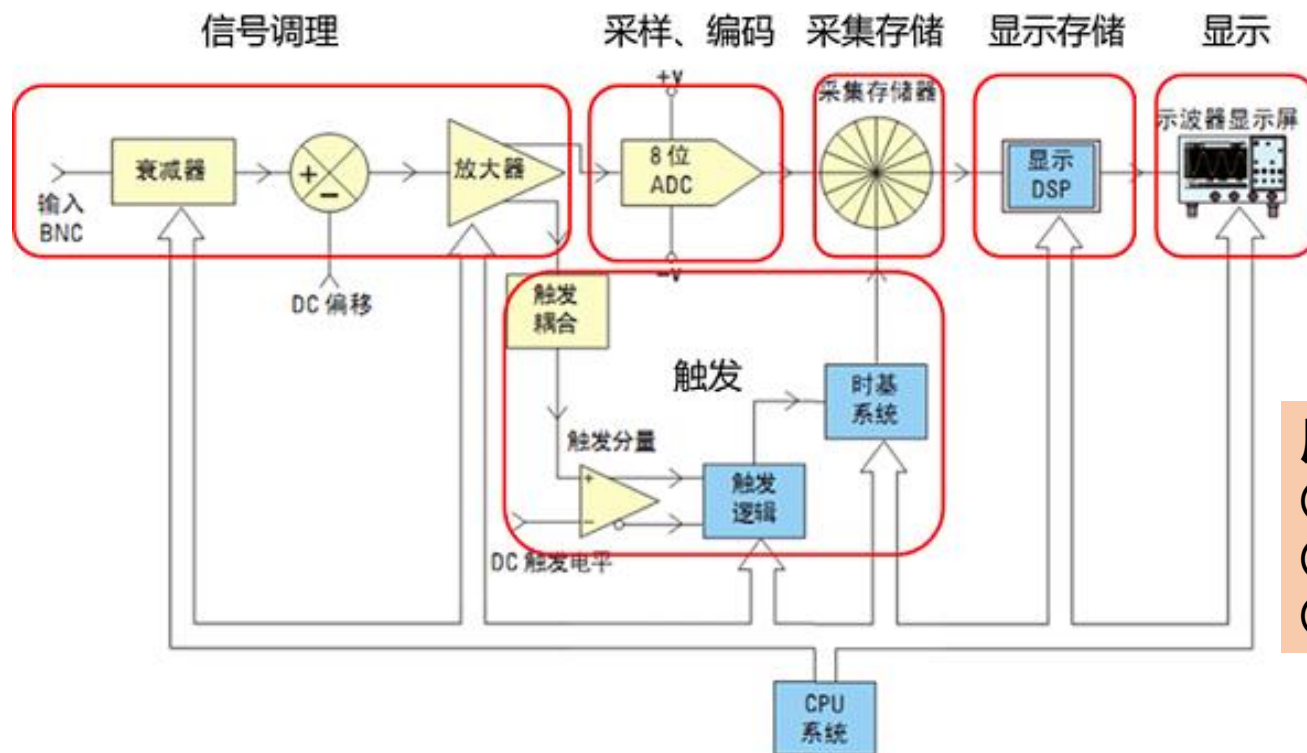 信号调理
采样、编码
采集存储
显示存储
显示
+V
采集存储器
示波器显示屏
衰减器
+
−
放大器
8 位
ADC
显示
DSP
输入
BNC
DC 偏移
−V
触发
耦合
触发
时基
系统
触发分量
+
−
触发
逻辑
DC 触发电平
CPU
系统